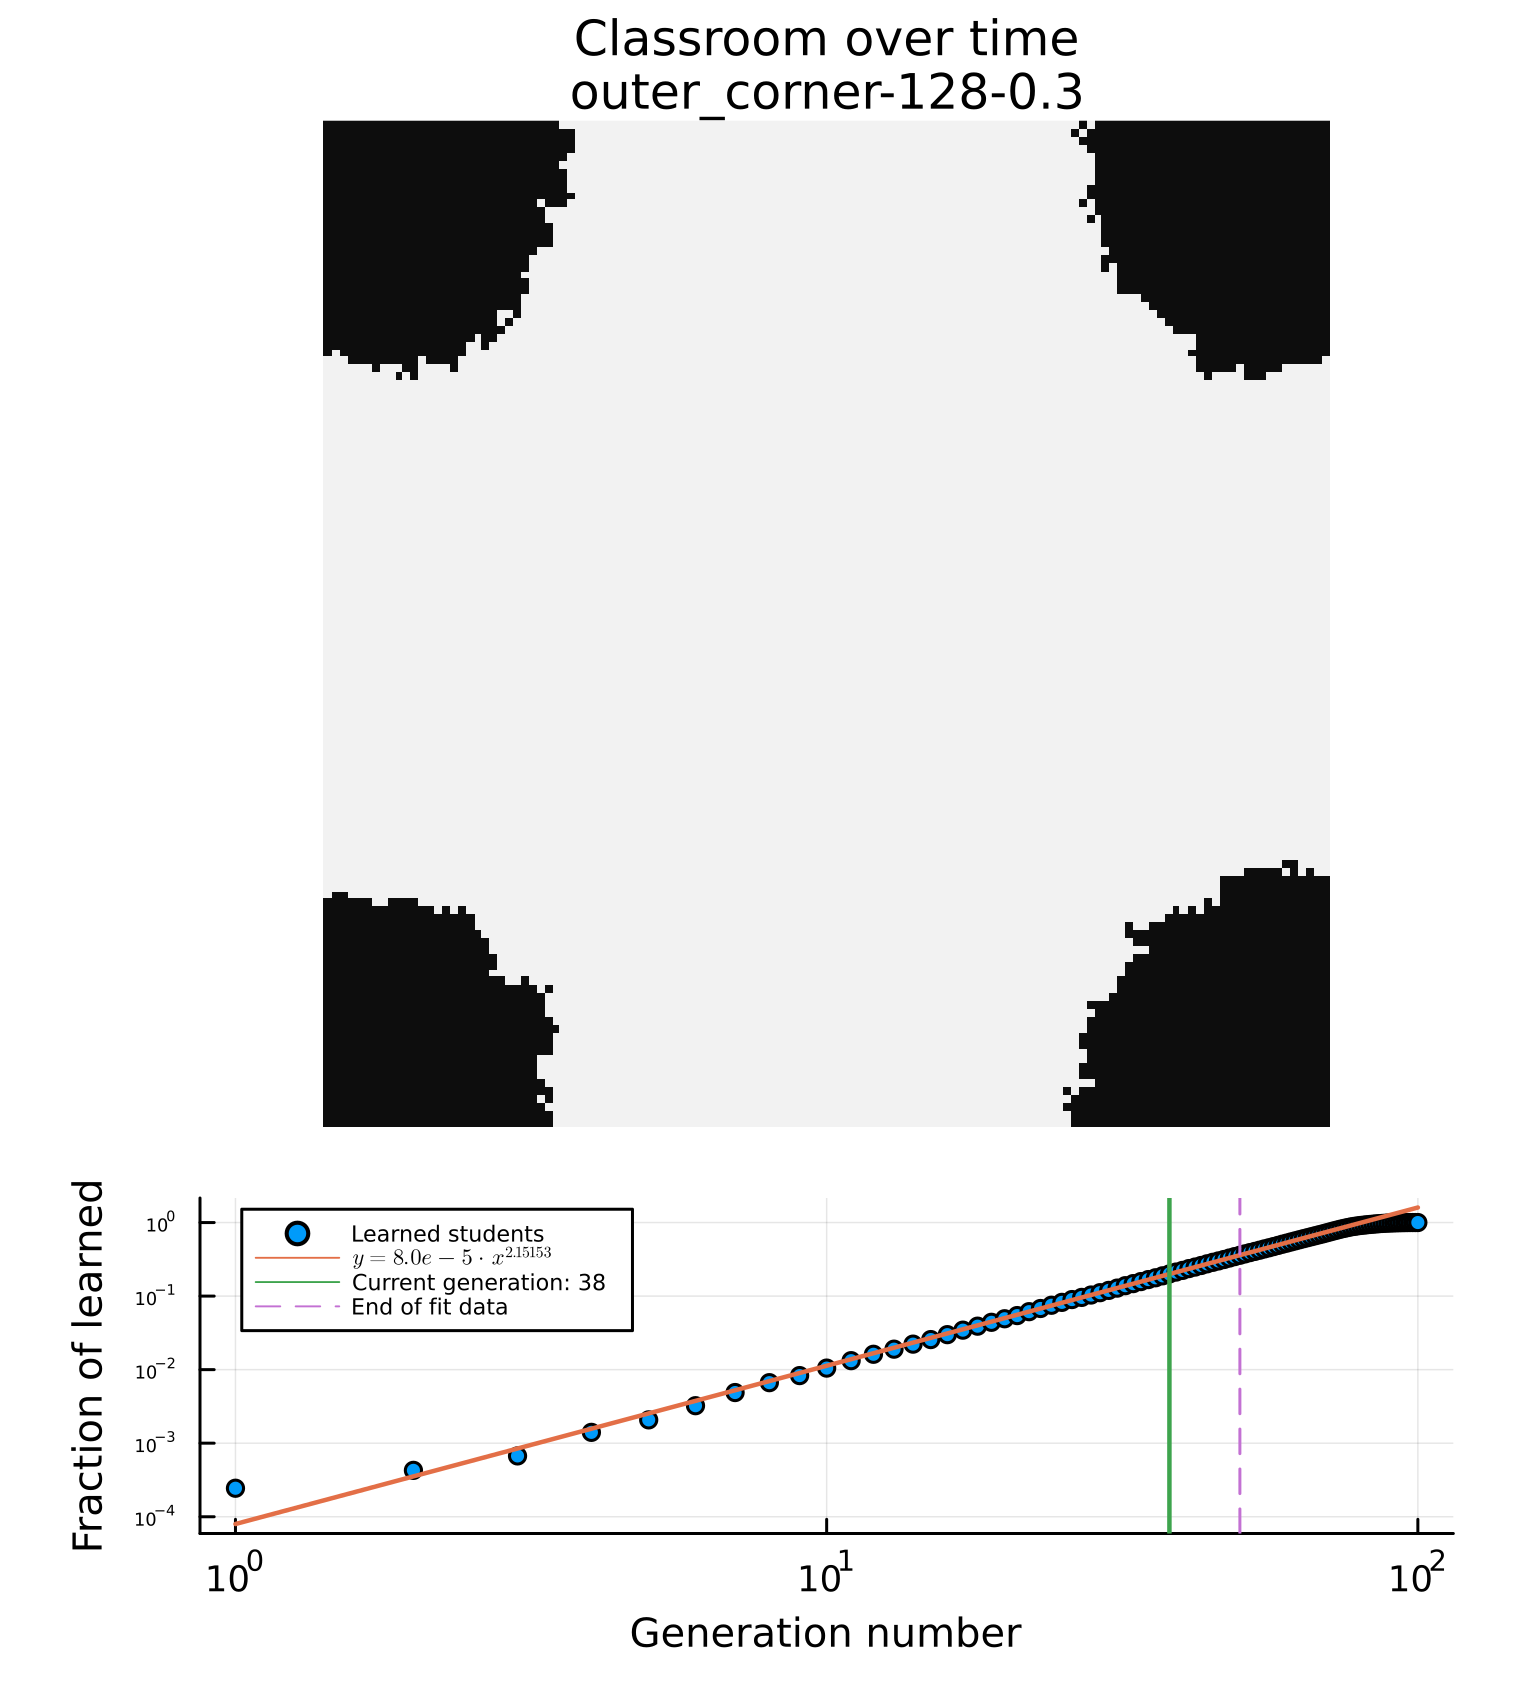 Classroom over time
outer_corner-128-0.3
Fraction of learned
10^0
10^-1
10^-2
10^-3
10^-4
Learned students
y = 8.0e − 5 · x^2.15153
Current generation: 38
End of fit data
10^0 10^1 10^2
Generation number